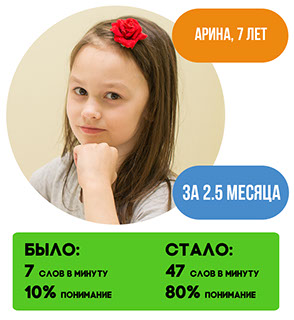 АРИНА, 7 ЛЕТ
ЗА 2.5 МЕСЯЦА
БЫЛО:
7 СЛОВ В МИНУТУ
10% ПОНИМАНИЕ
СТАЛО:
47 СЛОВ В МИНУТУ
80% ПОНИМАНИЕ